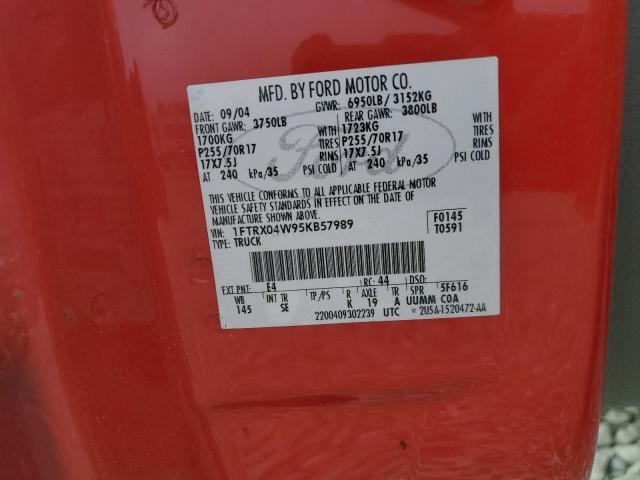 MFD. BY FORD MOTOR CO.
DATE: 09/04 GVWR: 6950LB / 3152KG
FRONT GAWR: 3750LB REAR GAWR: 3800LB
1700KG 1723KG
P255/70R17 TIRES P255/70R17 TIRES
17X7.5J RIMS 17X7.5J RIMS
AT 240 kPa/35 PSI COLD AT 240 kPa/35 PSI COLD
Ford
THIS VEHICLE CONFORMS TO ALL APPLICABLE FEDERAL MOTOR
VEHICLE SAFETY STANDARDS IN EFFECT ON THE DATE OF
MANUFACTURE SHOWN ABOVE.
VIN: 1FTRX04W95KB57989 F0145
TYPE: TRUCK T0591
EXT PNT: E4 RC: 44 DSO:
WB INT TR TP/PS R AXLE TR SPR 5F616
145 SE K 19 A UUMM COA
2200409302239 UTC ▽ 2U5A-1520472-AA